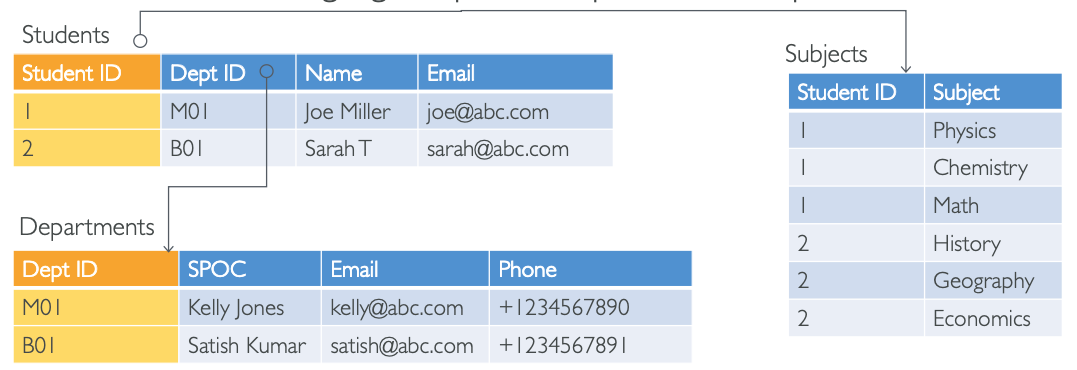 Students
Student ID Dept ID Name Email
1 M01 Joe Miller joe@abc.com
2 B01 Sarah T sarah@abc.com
Subjects
Student ID Subject
1 Physics
1 Chemistry
1 Math
2 History
2 Geography
2 Economics
Departments
Dept ID SPOC Email Phone
M01 Kelly Jones kelly@abc.com +1234567890
B01 Satish Kumar satish@abc.com +1234567891